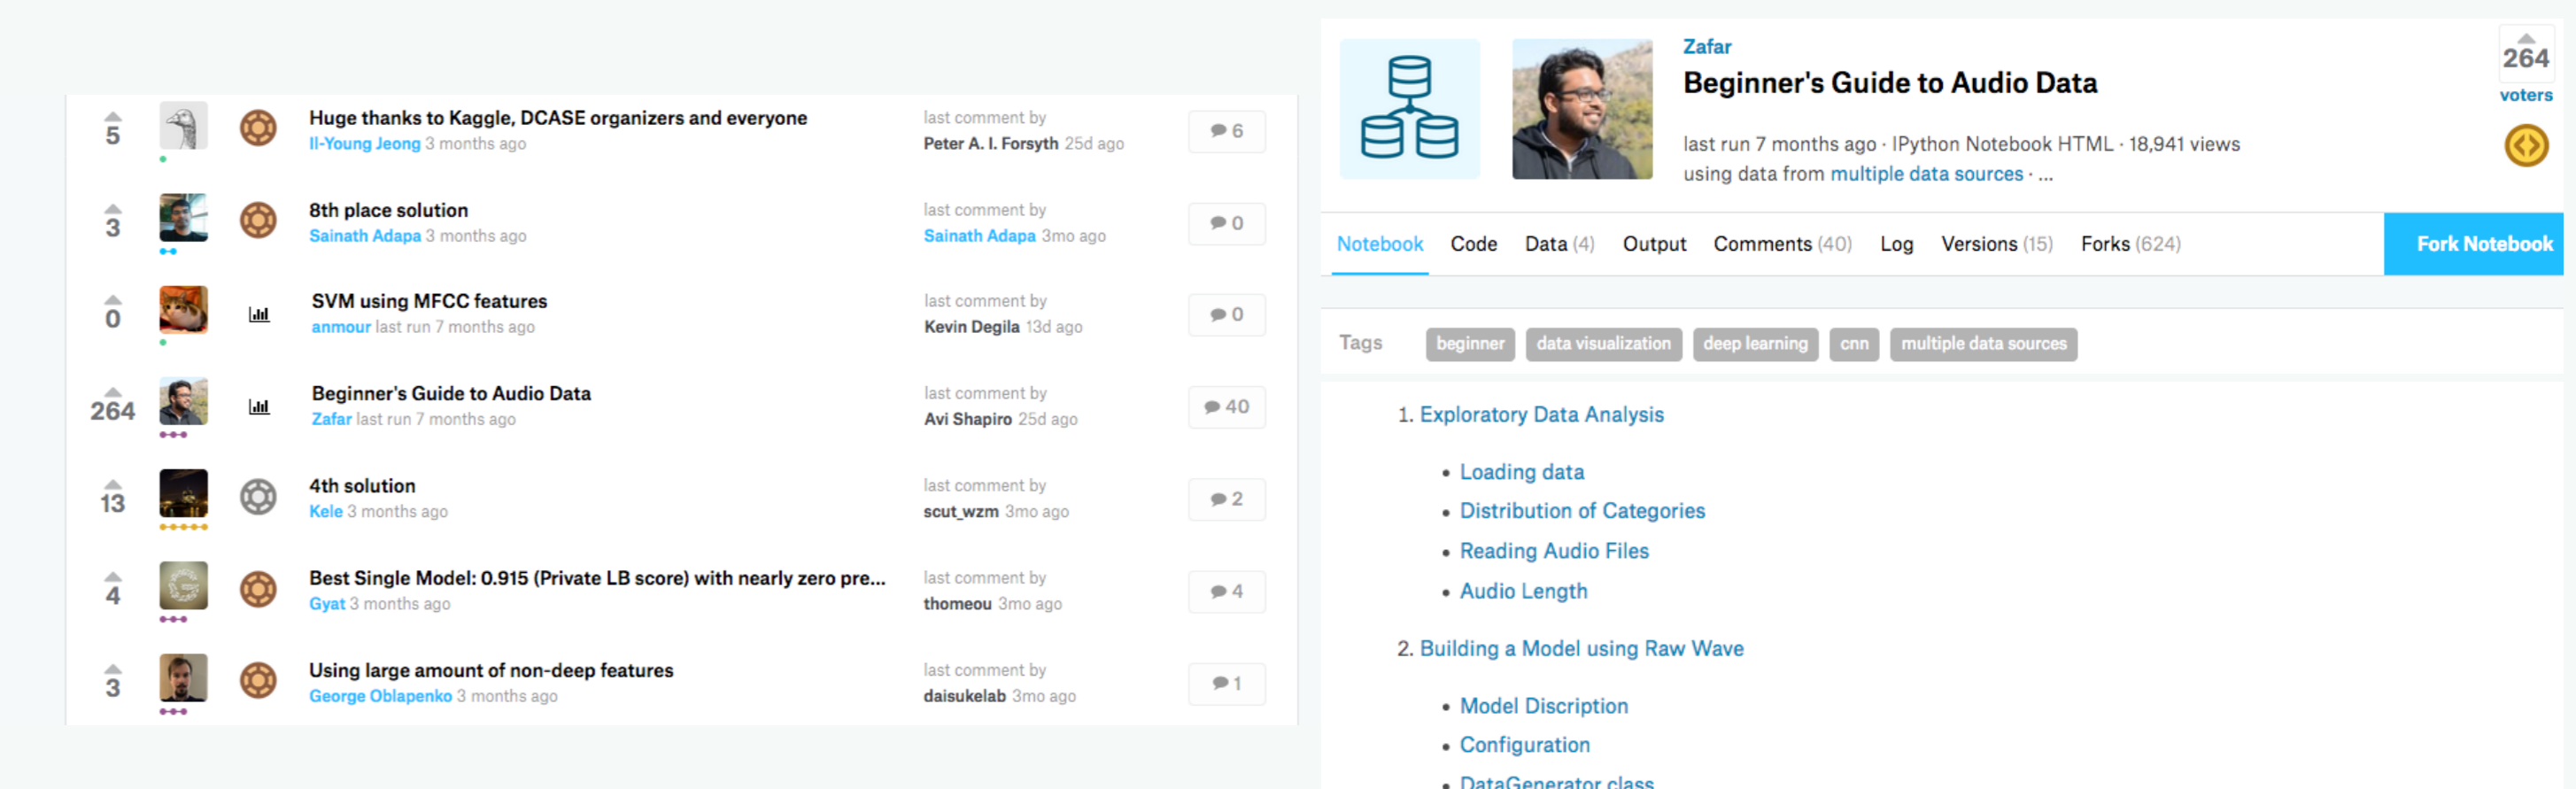 5
Huge thanks to Kaggle, DCASE organizers and everyone
Il-Young Jeong 3 months ago
last comment by
Peter A. I. Forsyth 25d ago
6
3
8th place solution
Sainath Adapa 3 months ago
last comment by
Sainath Adapa 3mo ago
0
0
SVM using MFCC features
anmour last run 7 months ago
last comment by
Kevin Degila 13d ago
0
264
Beginner's Guide to Audio Data
Zafar last run 7 months ago
last comment by
Avi Shapiro 25d ago
40
13
4th solution
Kele 3 months ago
last comment by
scut_wzm 3mo ago
2
4
Best Single Model: 0.915 (Private LB score) with nearly zero pre...
Gyat 3 months ago
last comment by
thomeou 3mo ago
4
3
Using large amount of non-deep features
George Oblapenko 3 months ago
last comment by
daisukelab 3mo ago
1
Zafar
Beginner's Guide to Audio Data
last run 7 months ago · IPython Notebook HTML · 18,941 views
using data from multiple data sources · ...
264
voters
Notebook Code Data (4) Output Comments (40) Log Versions (15) Forks (624) Fork Notebook
Tags beginner data visualization deep learning cnn multiple data sources
1. Exploratory Data Analysis
• Loading data
• Distribution of Categories
• Reading Audio Files
• Audio Length
2. Building a Model using Raw Wave
• Model Discription
• Configuration
• DataGenerator class